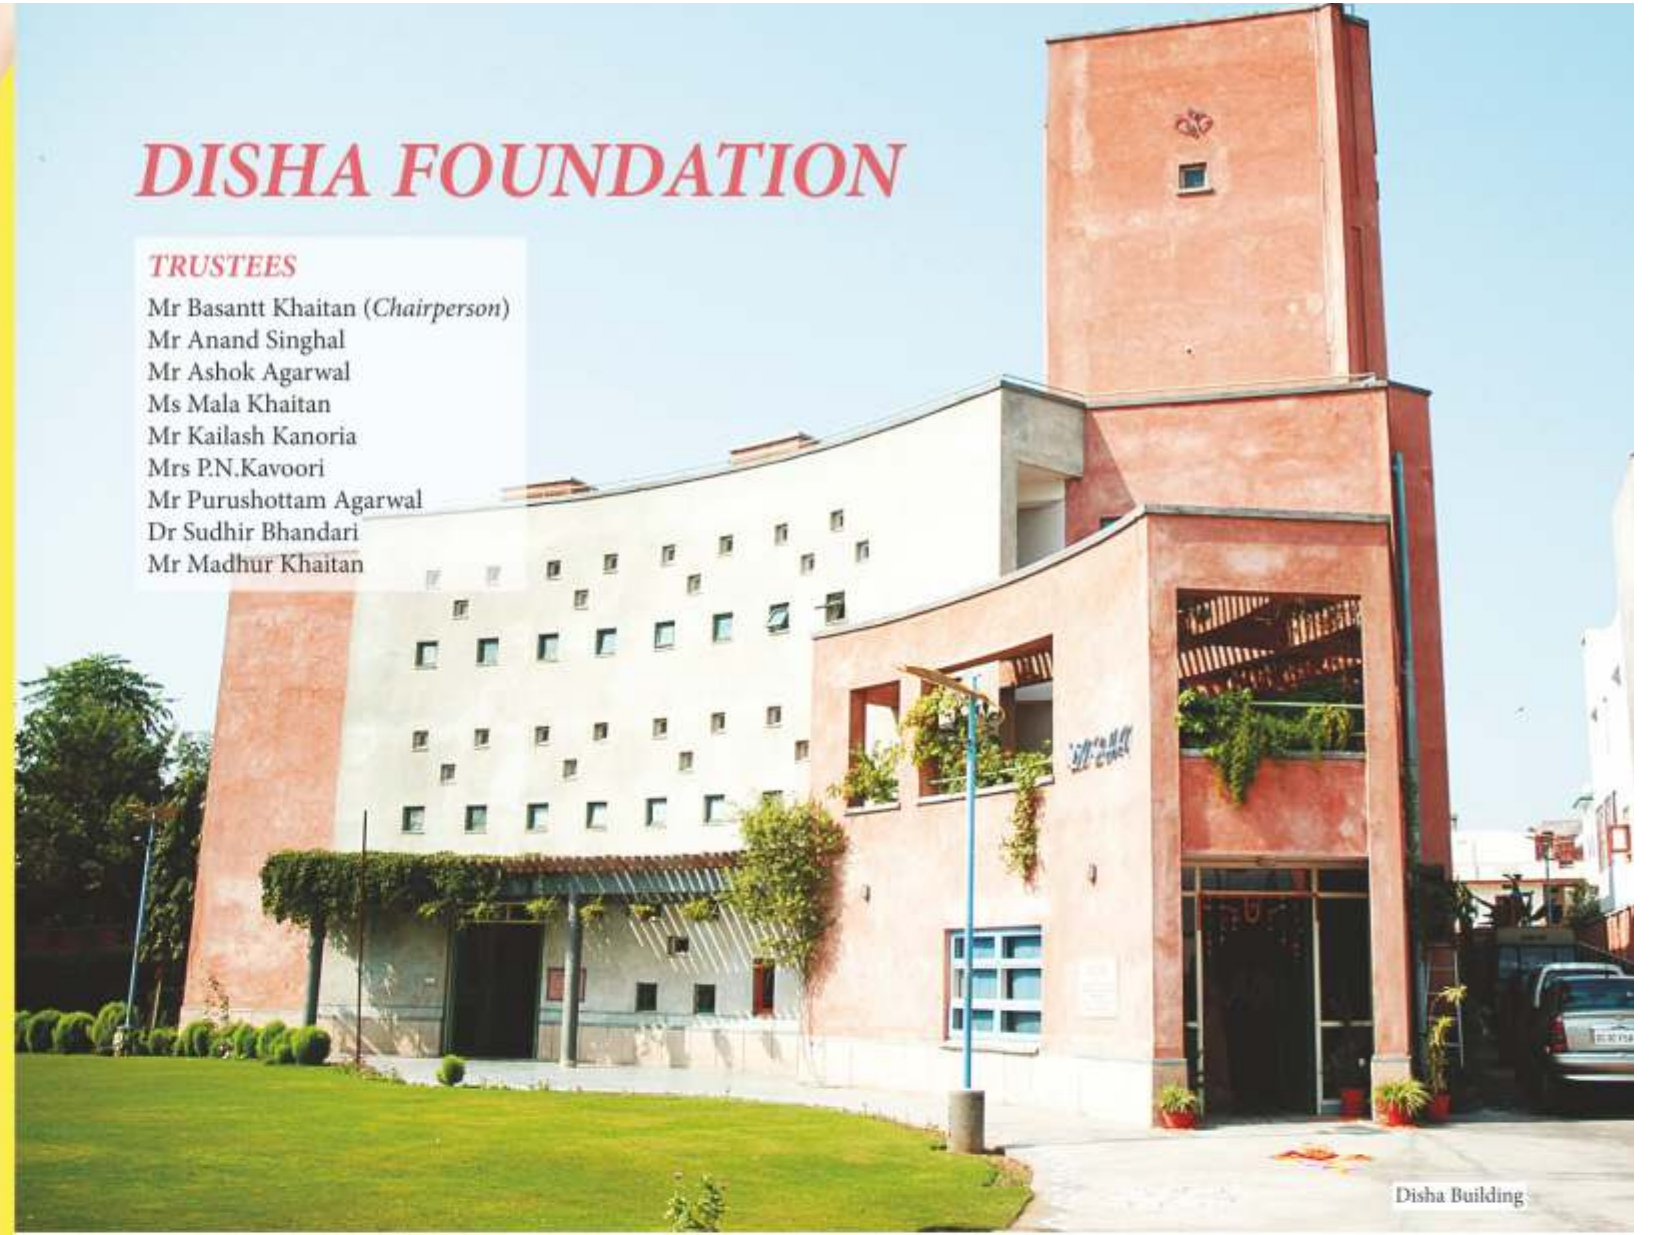 DISHA FOUNDATION
TRUSTEES
Mr Basantt Khaitan (Chairperson)
Mr Anand Singhal
Mr Ashok Agarwal
Ms Mala Khaitan
Mr Kailash Kanoria
Mrs P.N.Kavoori
Mr Purushottam Agarwal
Dr Sudhir Bhandari
Mr Madhur Khaitan
Disha Building